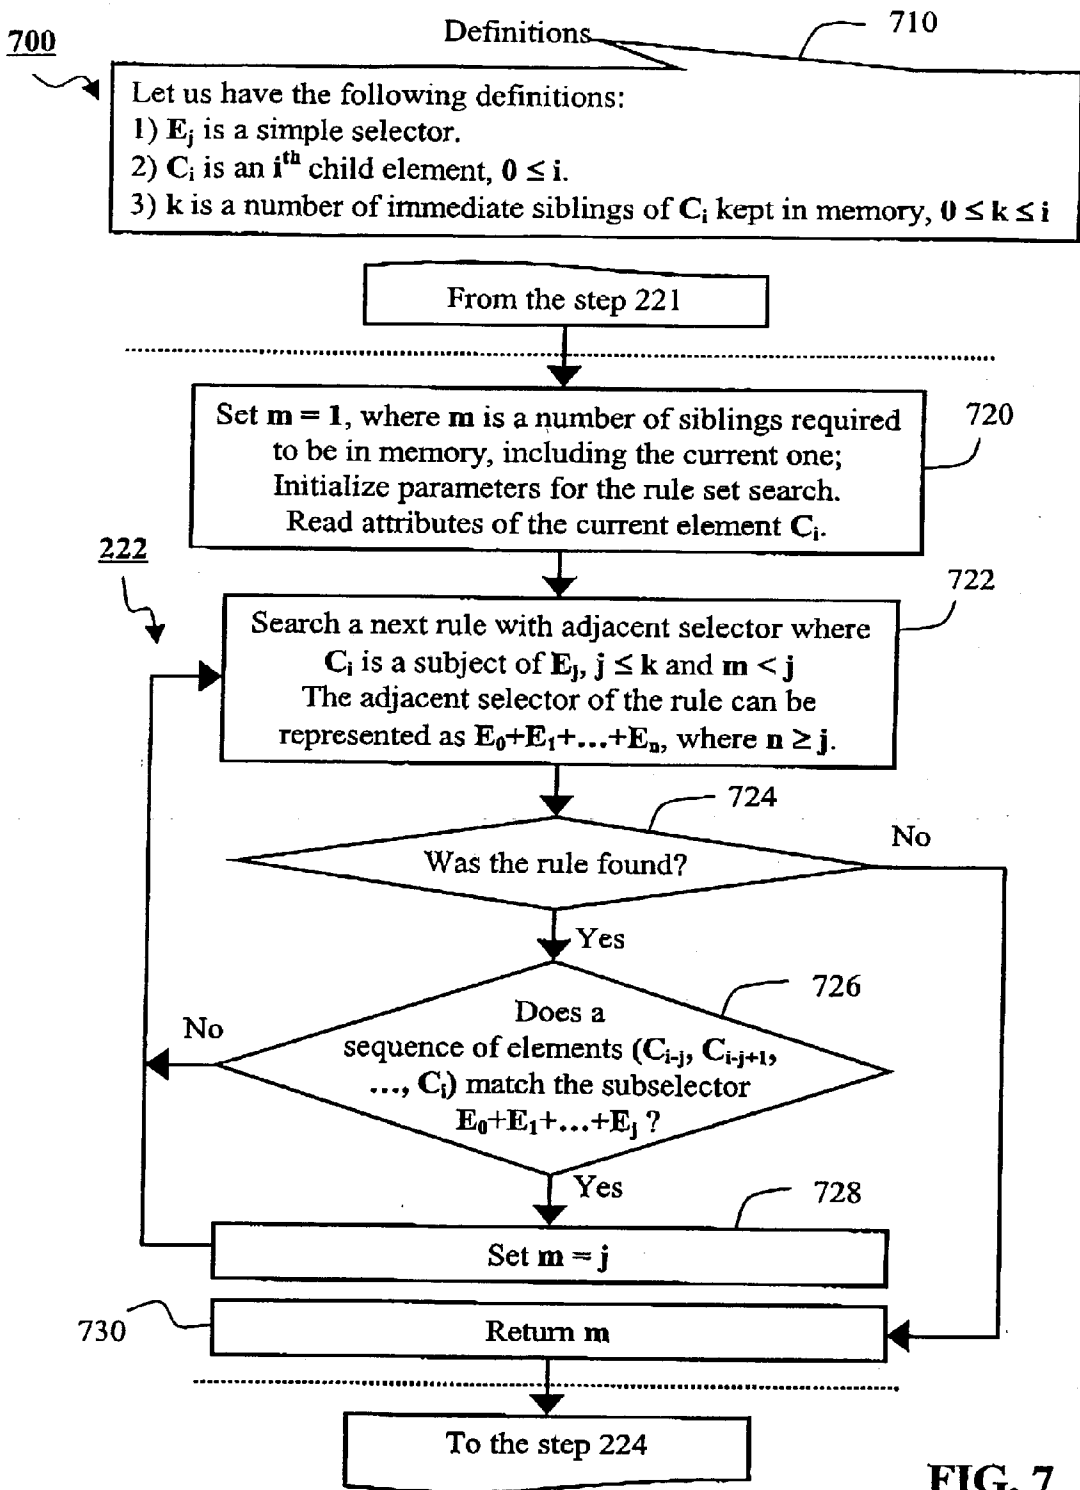 700
Definitions
710
Let us have the following definitions:
1) Eⱼ is a simple selector.
2) Cᵢ is an iᵗʰ child element, 0 ≤ i.
3) k is a number of immediate siblings of Cᵢ kept in memory, 0 ≤ k ≤ i
From the step 221
720
Set m = 1, where m is a number of siblings required
to be in memory, including the current one;
Initialize parameters for the rule set search.
Read attributes of the current element Cᵢ.
222
722
Search a next rule with adjacent selector where
Cᵢ is a subject of Eⱼ, j ≤ k and m < j
The adjacent selector of the rule can be
represented as E₀+E₁+...+Eₙ, where n ≥ j.
724
Was the rule found?
No
Yes
726
No
Does a
sequence of elements (Cᵢ₋ⱼ, Cᵢ₋ⱼ₊₁,
..., Cᵢ) match the subselector
E₀+E₁+...+Eⱼ ?
Yes
728
Set m = j
730
Return m
To the step 224
FIG. 7